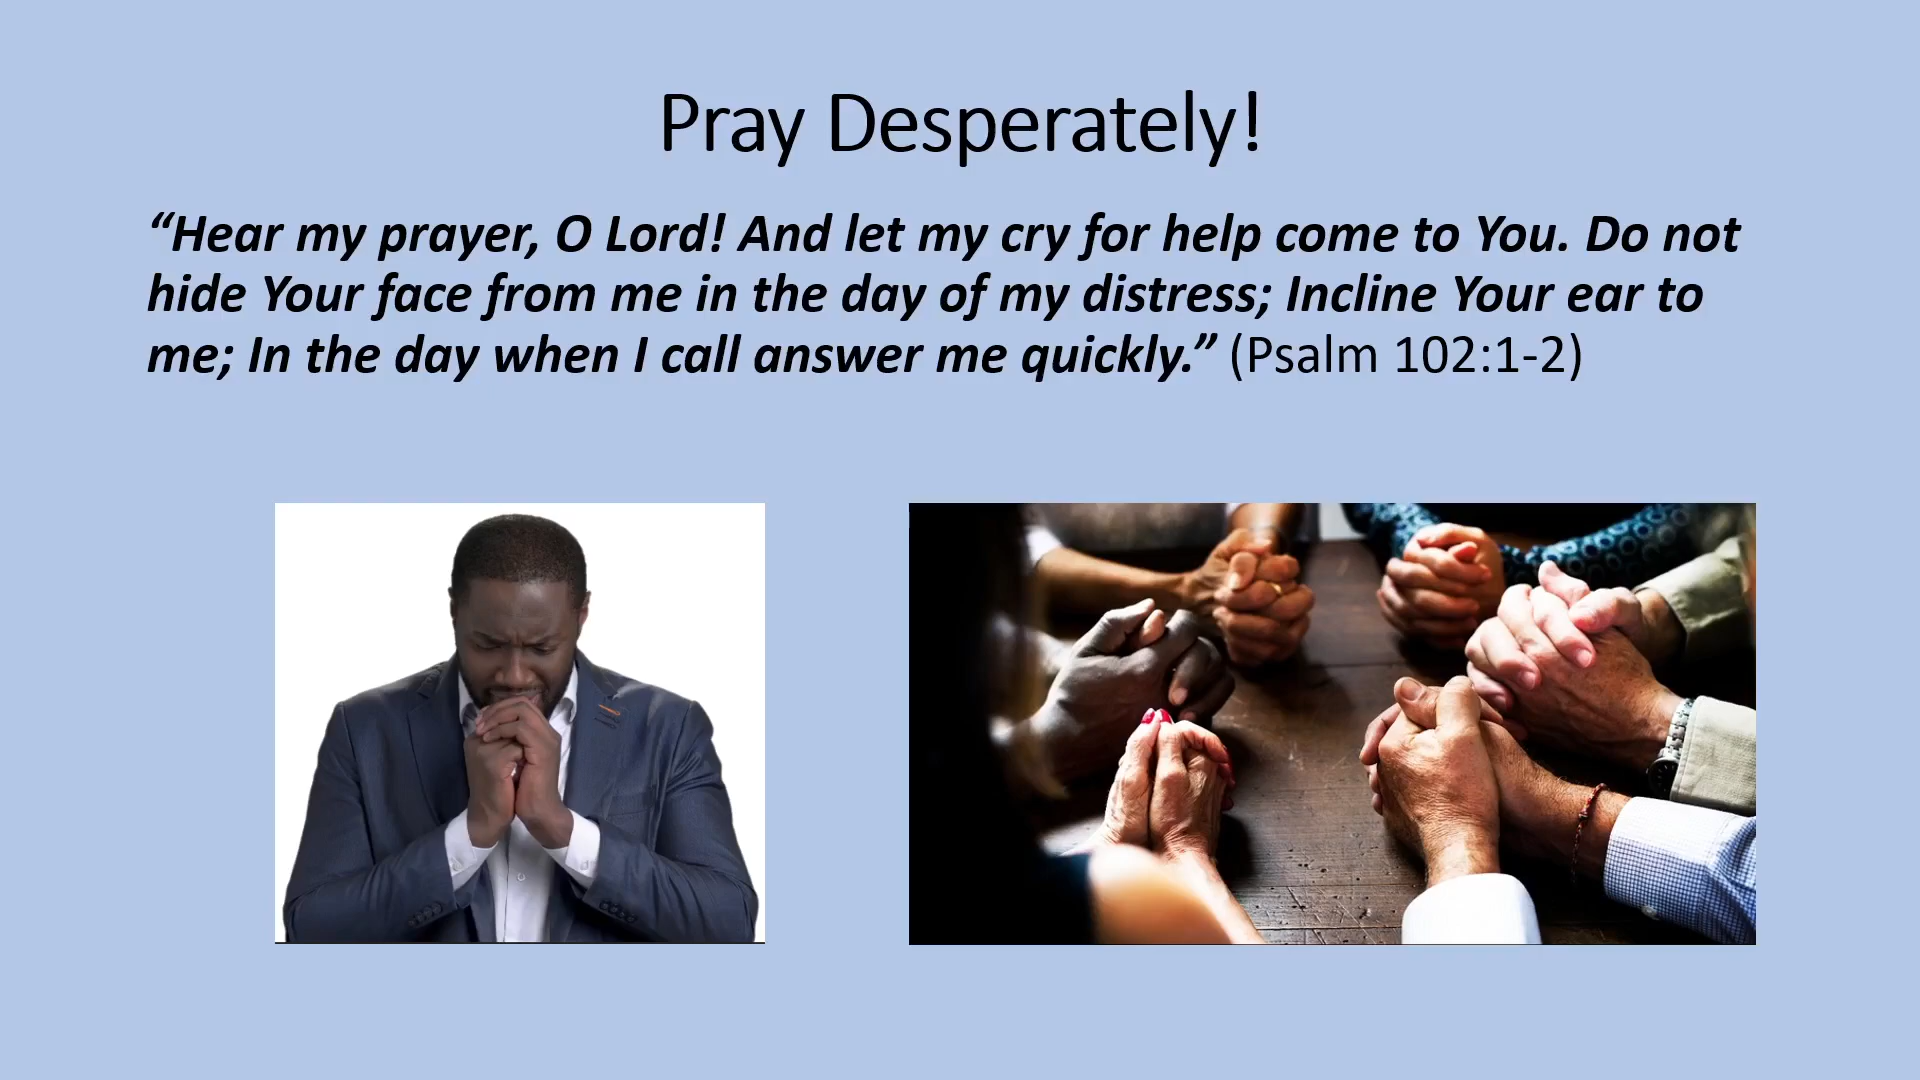 Pray Desperately!
“Hear my prayer, O Lord! And let my cry for help come to You. Do not
hide Your face from me in the day of my distress; Incline Your ear to
me; In the day when I call answer me quickly.” (Psalm 102:1-2)